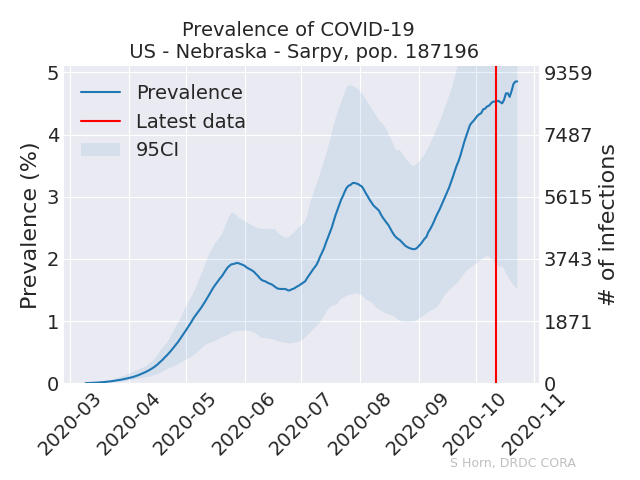 Prevalence of COVID-19
US - Nebraska - Sarpy, pop. 187196
Prevalence
Latest data
95CI
Prevalence (%)
5
4
3
2
1
0
9359
7487
5615
3743
1871
0
# of infections
2020-03
2020-04
2020-05
2020-06
2020-07
2020-08
2020-09
2020-10
2020-11
S Horn, DRDC CORA